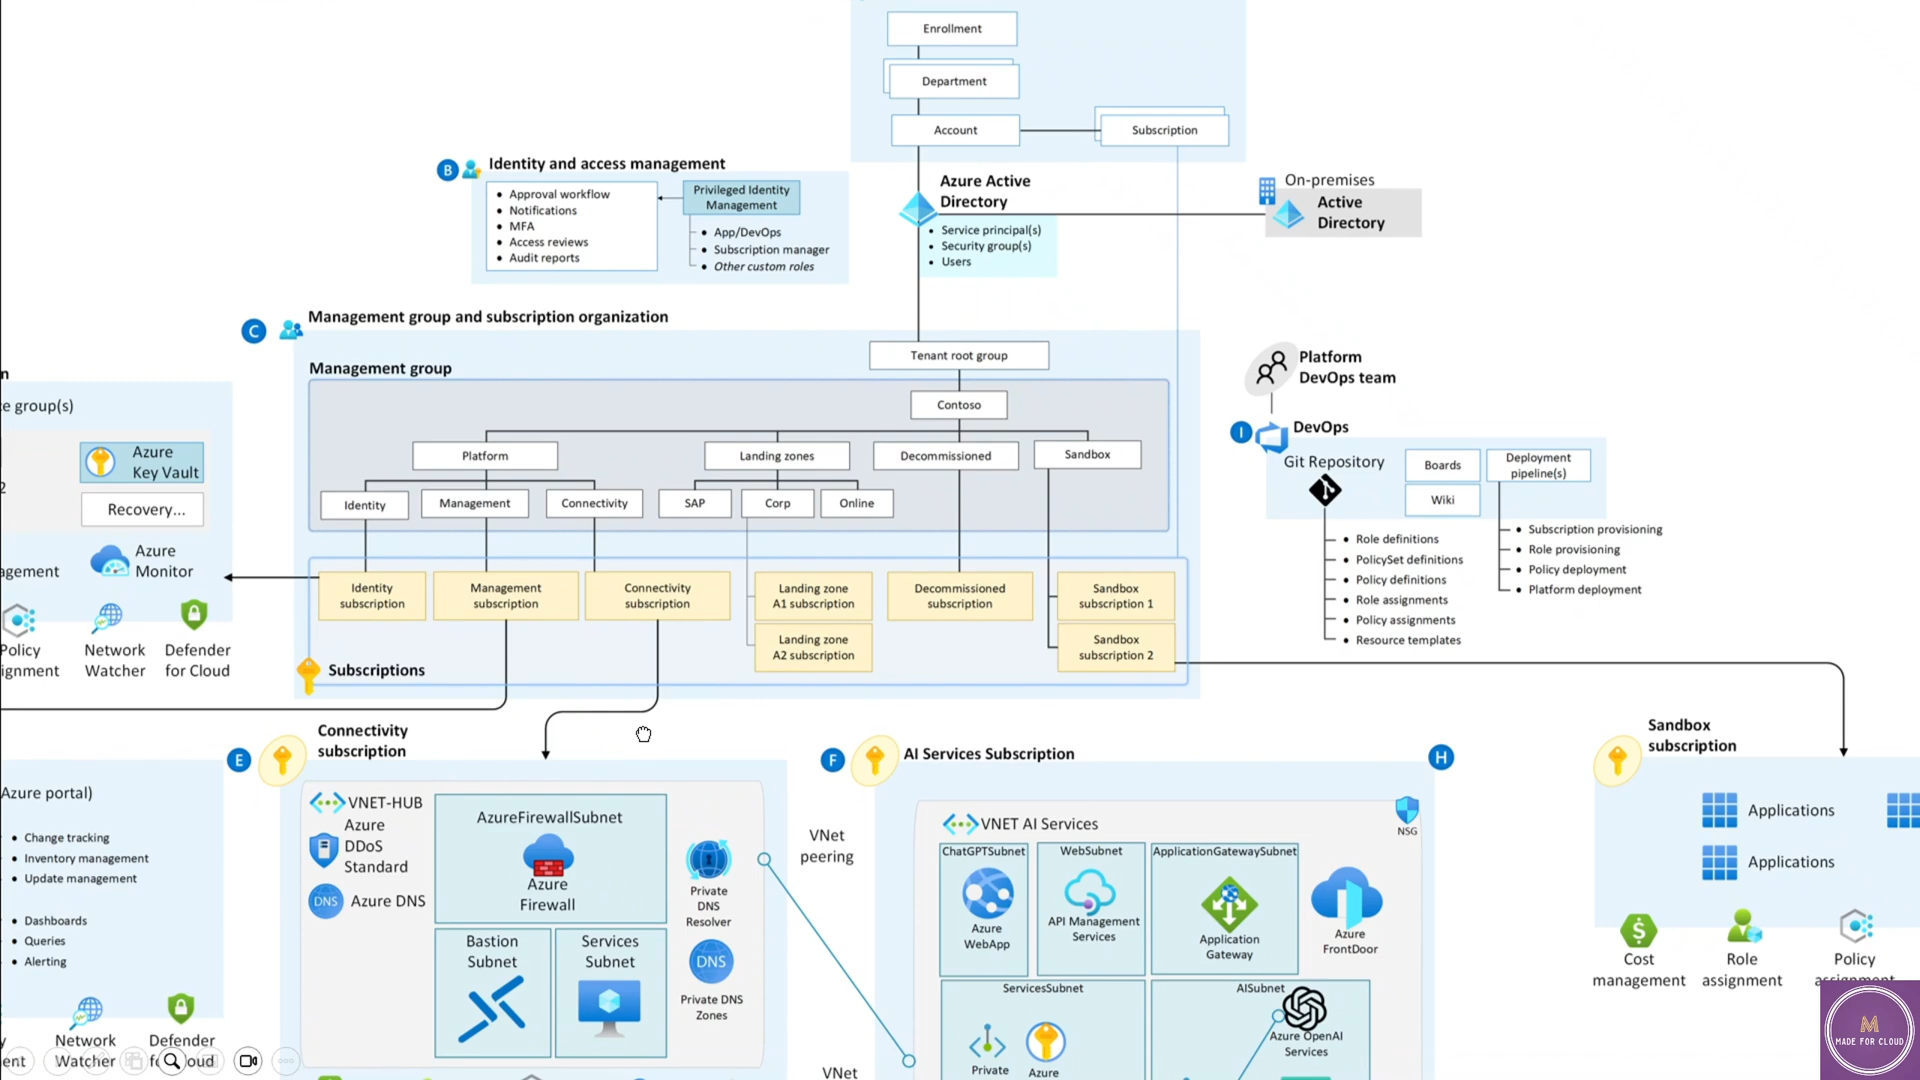 Enrollment
Department
Account
Subscription
B
Identity and access management
Approval workflow
Notifications
MFA
Access reviews
Audit reports
Privileged Identity
Management
App/DevOps
Subscription manager
Other custom roles
Azure Active
Directory
Service principal(s)
Security group(s)
Users
On-premises
Active
Directory
C
Management group and subscription organization
Tenant root group
Management group
Contoso
Platform
Landing zones
Decommissioned
Sandbox
Identity
Management
Connectivity
SAP
Corp
Online
Identity
subscription
Management
subscription
Connectivity
subscription
Landing zone
A1 subscription
Decommissioned
subscription
Sandbox
subscription 1
Landing zone
A2 subscription
Sandbox
subscription 2
Subscriptions
Platform
DevOps team
I
DevOps
Git Repository
Boards
Wiki
Deployment
pipeline(s)
Role definitions
PolicySet definitions
Policy definitions
Role assignments
Policy assignments
Resource templates
Subscription provisioning
Role provisioning
Policy deployment
Platform deployment
n
ce group(s)
2
Azure
Key Vault
Recovery...
agement
Azure
Monitor
Policy
ignment
Network
Watcher
Defender
for Cloud
Azure portal)
Change tracking
Inventory management
Update management
Dashboards
Queries
Alerting
ent
Network
Watcher
Defender
E
Connectivity
subscription
VNET-HUB
Azure
DDoS
Standard
DNS
Azure DNS
AzureFirewallSubnet
Azure
Firewall
Bastion
Subnet
Services
Subnet
Private
DNS
Resolver
DNS
Private DNS
Zones
VNet
peering
VNet
F
AI Services Subscription
H
VNET AI Services
NSG
ChatGPTSubnet
Azure
WebApp
WebSubnet
API Management
Services
ApplicationGatewaySubnet
Application
Gateway
Azure
FrontDoor
ServicesSubnet
Private
Azure
AISubnet
Azure OpenAI
Services
Sandbox
subscription
Applications
Applications
Cost
management
Role
assignment
Policy
assignment
M
MADE FOR CLOUD